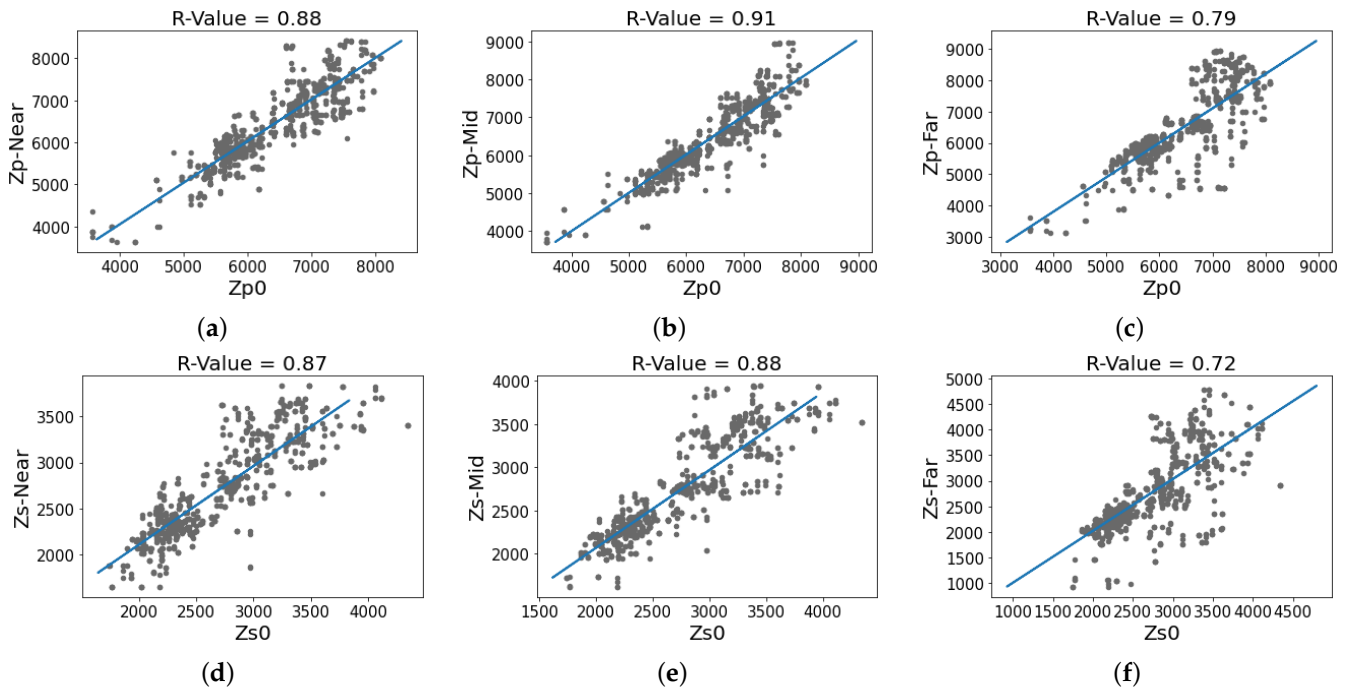 R-Value = 0.88
R-Value = 0.91
R-Value = 0.79
Zp-Near
8000
7000
6000
5000
4000
4000 5000 6000 7000 8000
Zp0
(a)
Zp-Mid
9000
8000
7000
6000
5000
4000
4000 5000 6000 7000 8000 9000
Zp0
(b)
Zp-Far
9000
8000
7000
6000
5000
4000
3000
3000 4000 5000 6000 7000 8000 9000
Zp0
(c)
R-Value = 0.87
R-Value = 0.88
R-Value = 0.72
Zs-Near
3500
3000
2500
2000
2000 2500 3000 3500 4000
Zs0
(d)
Zs-Mid
4000
3500
3000
2500
2000
1500 2000 2500 3000 3500 4000
Zs0
(e)
Zs-Far
5000
4500
4000
3500
3000
2500
2000
1500
1000
1000 1500 2000 2500 3000 3500 4000 4500
Zs0
(f)